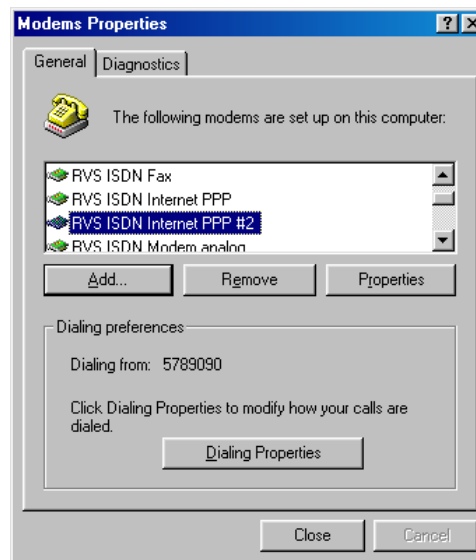 Modems Properties
General
Diagnostics
The following modems are set up on this computer:
RVS ISDN Fax
RVS ISDN Internet PPP
RVS ISDN Internet PPP #2
RVS ISDN Modem analog
Add...
Remove
Properties
Dialing preferences
Dialing from: 5789090
Click Dialing Properties to modify how your calls are
dialed.
Dialing Properties
Close
Cancel